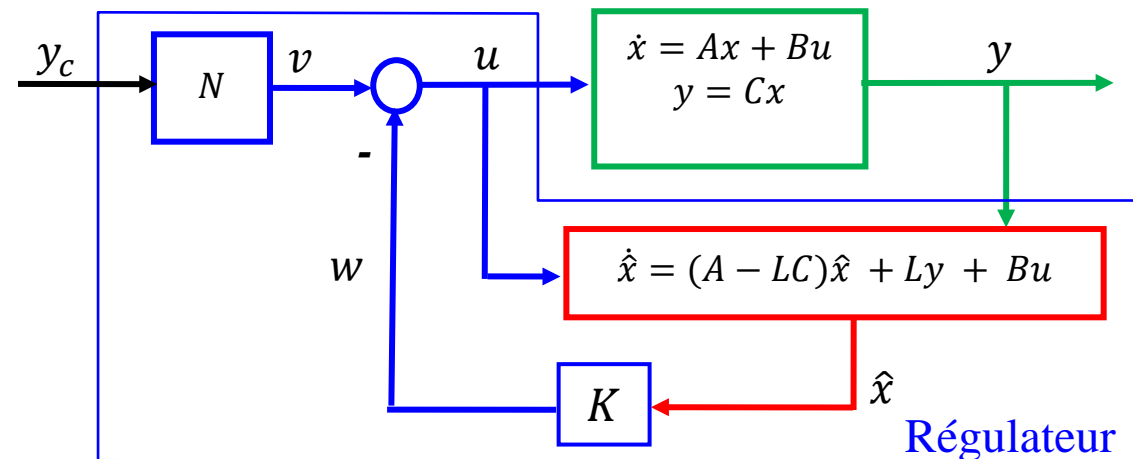 y_c
N
v
u
ẋ = Ax + Bu
y = Cx
y
-
w
x̂̇ = (A − LC)x̂ + Ly + Bu
K
x̂
Régulateur